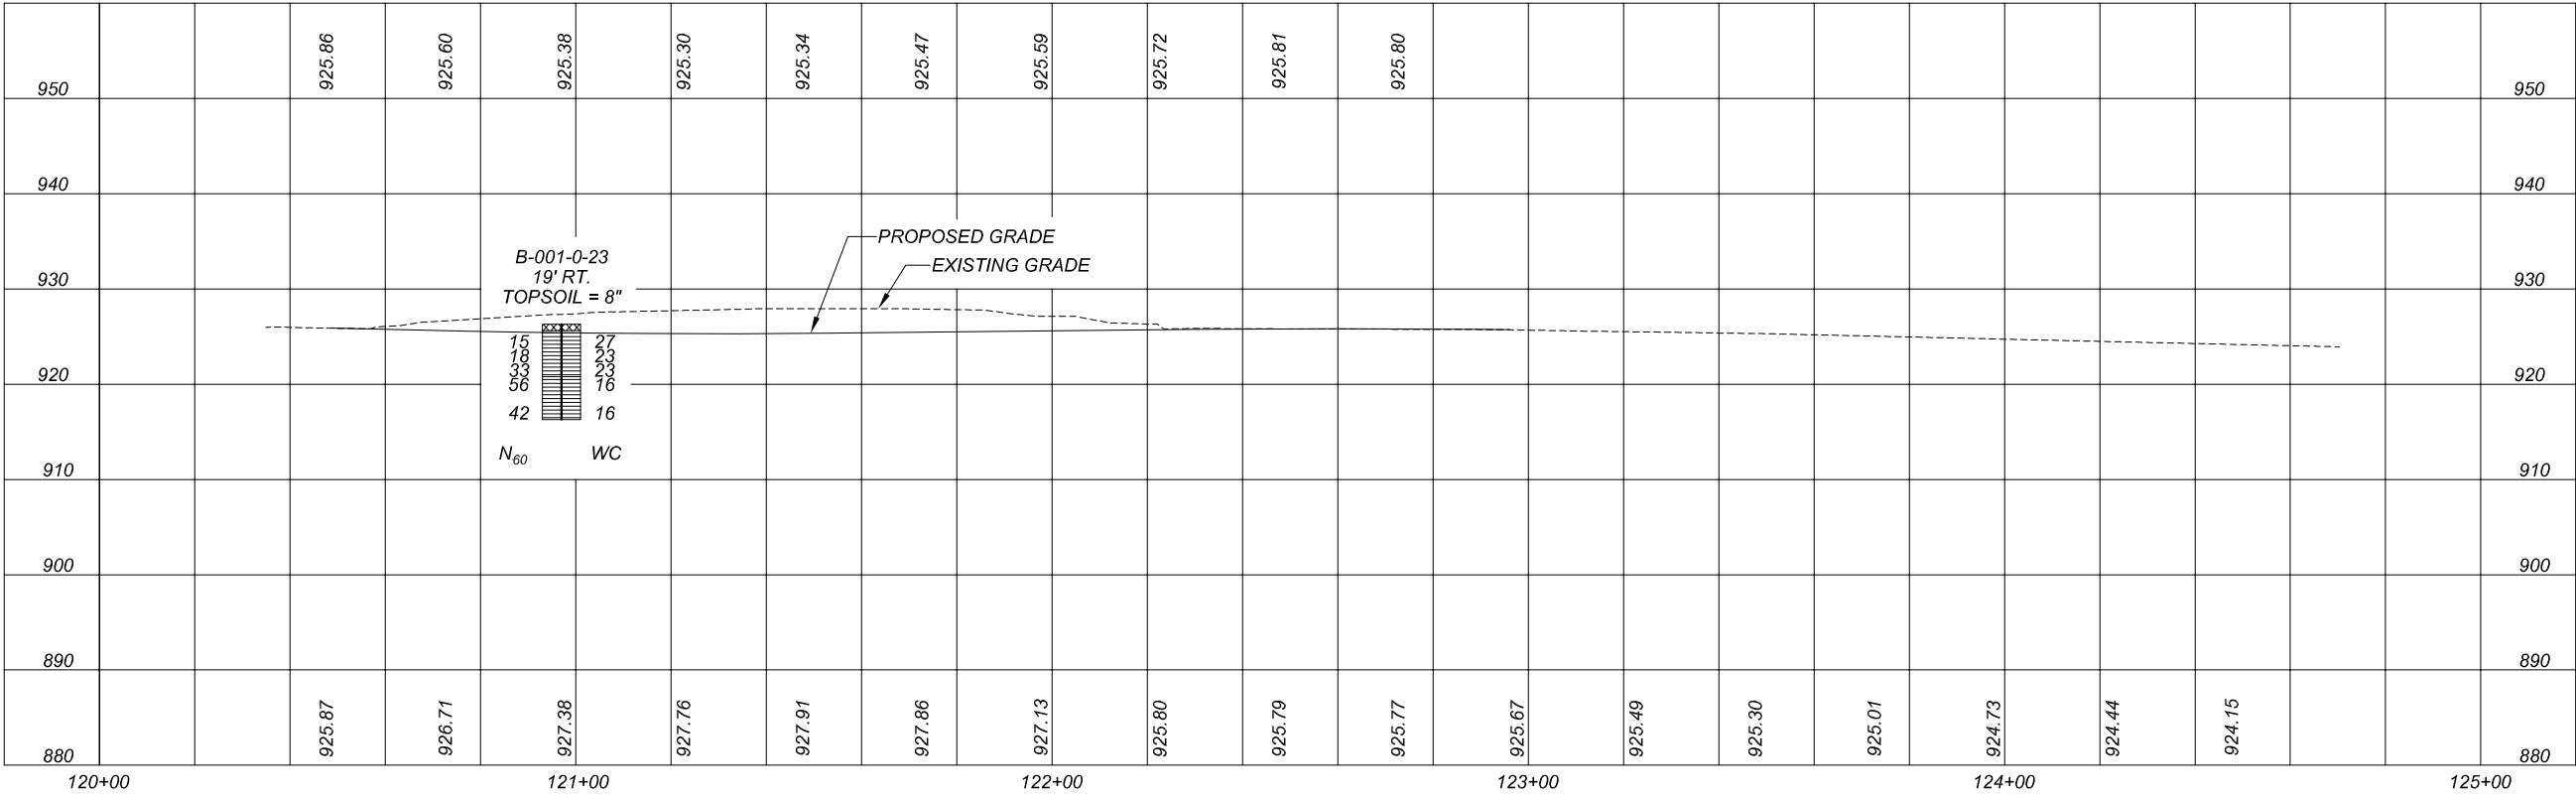 925.86 925.60 925.38 925.30 925.34 925.47 925.59 925.72 925.81 925.80
950 950
940 940
PROPOSED GRADE
B-001-0-23
EXISTING GRADE
19' RT.
930 930
TOPSOIL = 8"
15 27
18 23
33 23
920 920
56 16
42 16
N60 WC
910 910
900 900
890 890
925.87 926.71 927.38 927.76 927.91 927.86 927.13 925.80 925.79 925.77 925.67 925.49 925.30 925.01 924.73 924.44 924.15
880 880
120+00 121+00 122+00 123+00 124+00 125+00